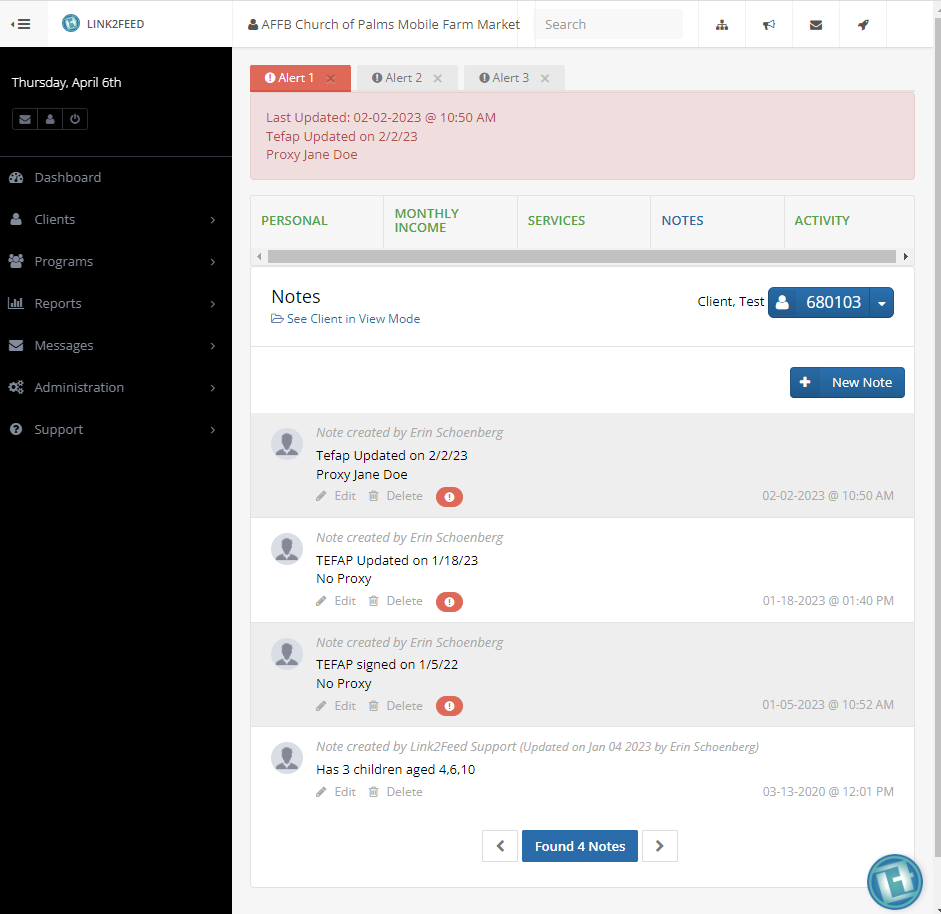 LINK2FEED
AFFB Church of Palms Mobile Farm Market
Search
Thursday, April 6th
Dashboard
Clients
Programs
Reports
Messages
Administration
Support
Alert 1 ×
Alert 2 ×
Alert 3 ×
Last Updated: 02-02-2023 @ 10:50 AM
Tefap Updated on 2/2/23
Proxy Jane Doe
PERSONAL
MONTHLY
INCOME
SERVICES
NOTES
ACTIVITY
Notes
See Client in View Mode
Client, Test 680103
+ New Note
Note created by Erin Schoenberg
Tefap Updated on 2/2/23
Proxy Jane Doe
Edit Delete
02-02-2023 @ 10:50 AM
Note created by Erin Schoenberg
TEFAP Updated on 1/18/23
No Proxy
Edit Delete
01-18-2023 @ 01:40 PM
Note created by Erin Schoenberg
TEFAP signed on 1/5/22
No Proxy
Edit Delete
01-05-2023 @ 10:52 AM
Note created by Link2Feed Support (Updated on Jan 04 2023 by Erin Schoenberg)
Has 3 children aged 4,6,10
Edit Delete
03-13-2020 @ 12:01 PM
Found 4 Notes